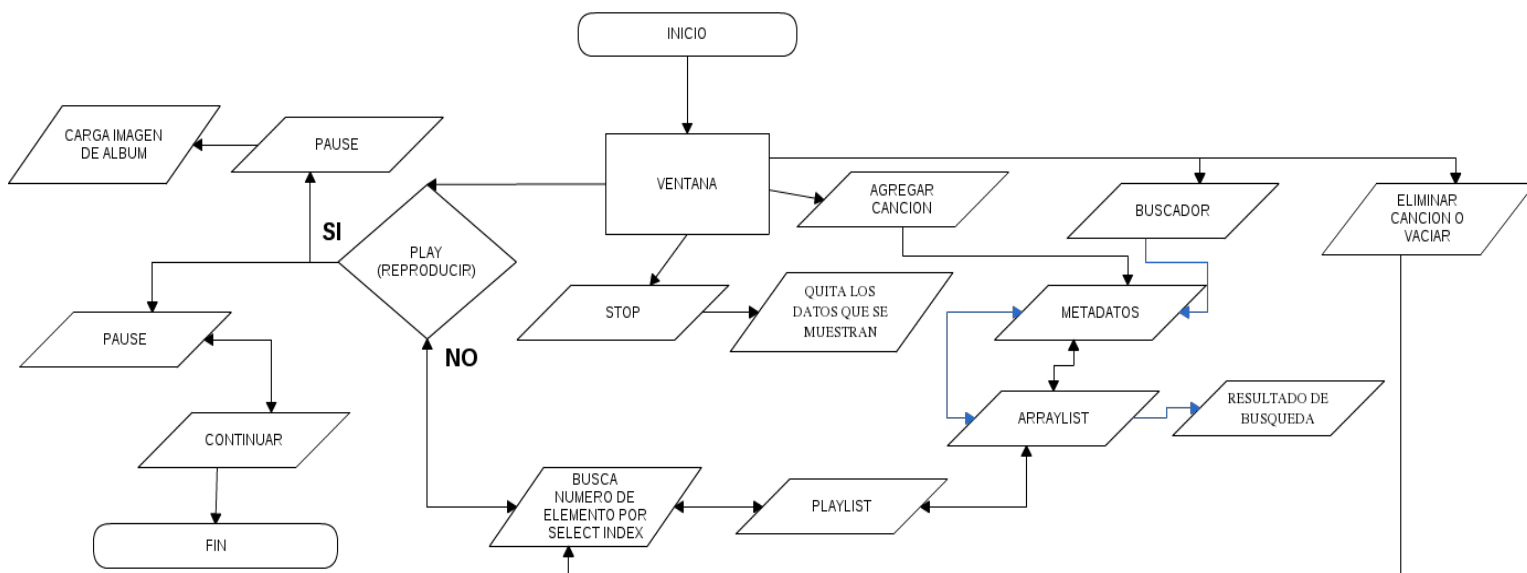 INICIO
CARGA IMAGEN
DE ALBUM
PAUSE
VENTANA
AGREGAR
CANCION
BUSCADOR
ELIMINAR
CANCION O
VACIAR
SI
PLAY
(REPRODUCIR)
PAUSE
STOP
QUITA LOS
DATOS QUE SE
MUESTRAN
METADATOS
NO
CONTINUAR
ARRAYLIST
RESULTADO DE
BUSQUEDA
BUSCA
NUMERO DE
ELEMENTO POR
SELECT INDEX
PLAYLIST
FIN